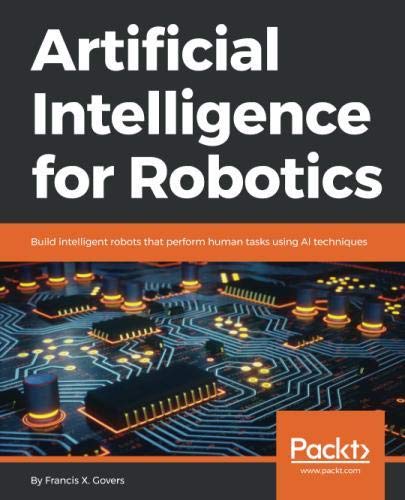 Artificial
Intelligence
for Robotics
Build intelligent robots that perform human tasks using AI techniques
Packt>
www.packt.com
By Francis X. Govers